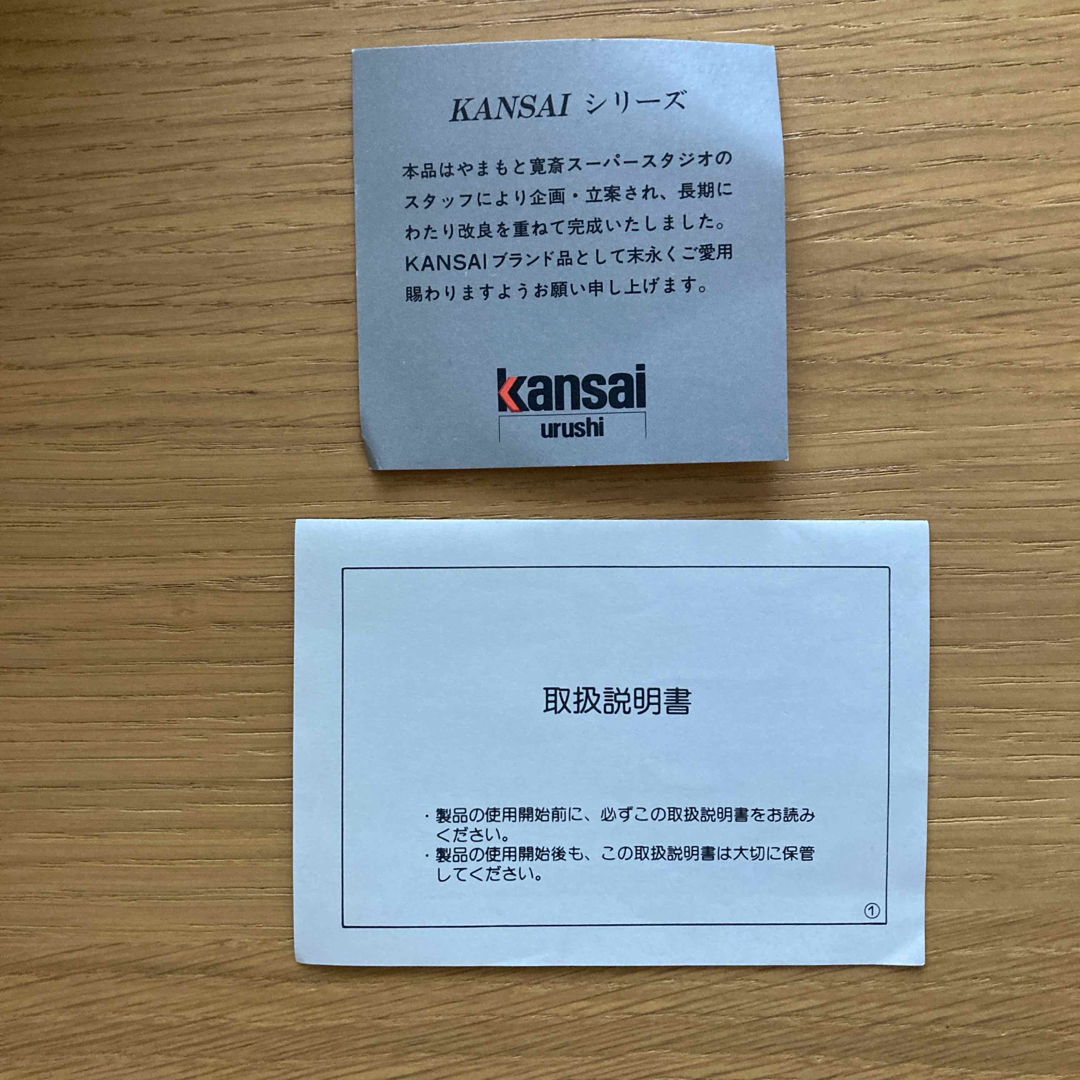 KANSAI シリーズ
本品はやまもと寛斎スーパースタジオの
スタッフにより企画・立案され、長期に
わたり改良を重ねて完成いたしました。
KANSAIブランド品として末永くご愛用
賜わりますようお願い申し上げます。
kansai
urushi
取扱説明書
・製品の使用開始前に、必ずこの取扱説明書をお読み
ください。
・製品の使用開始後も、この取扱説明書は大切に保管
してください。
①